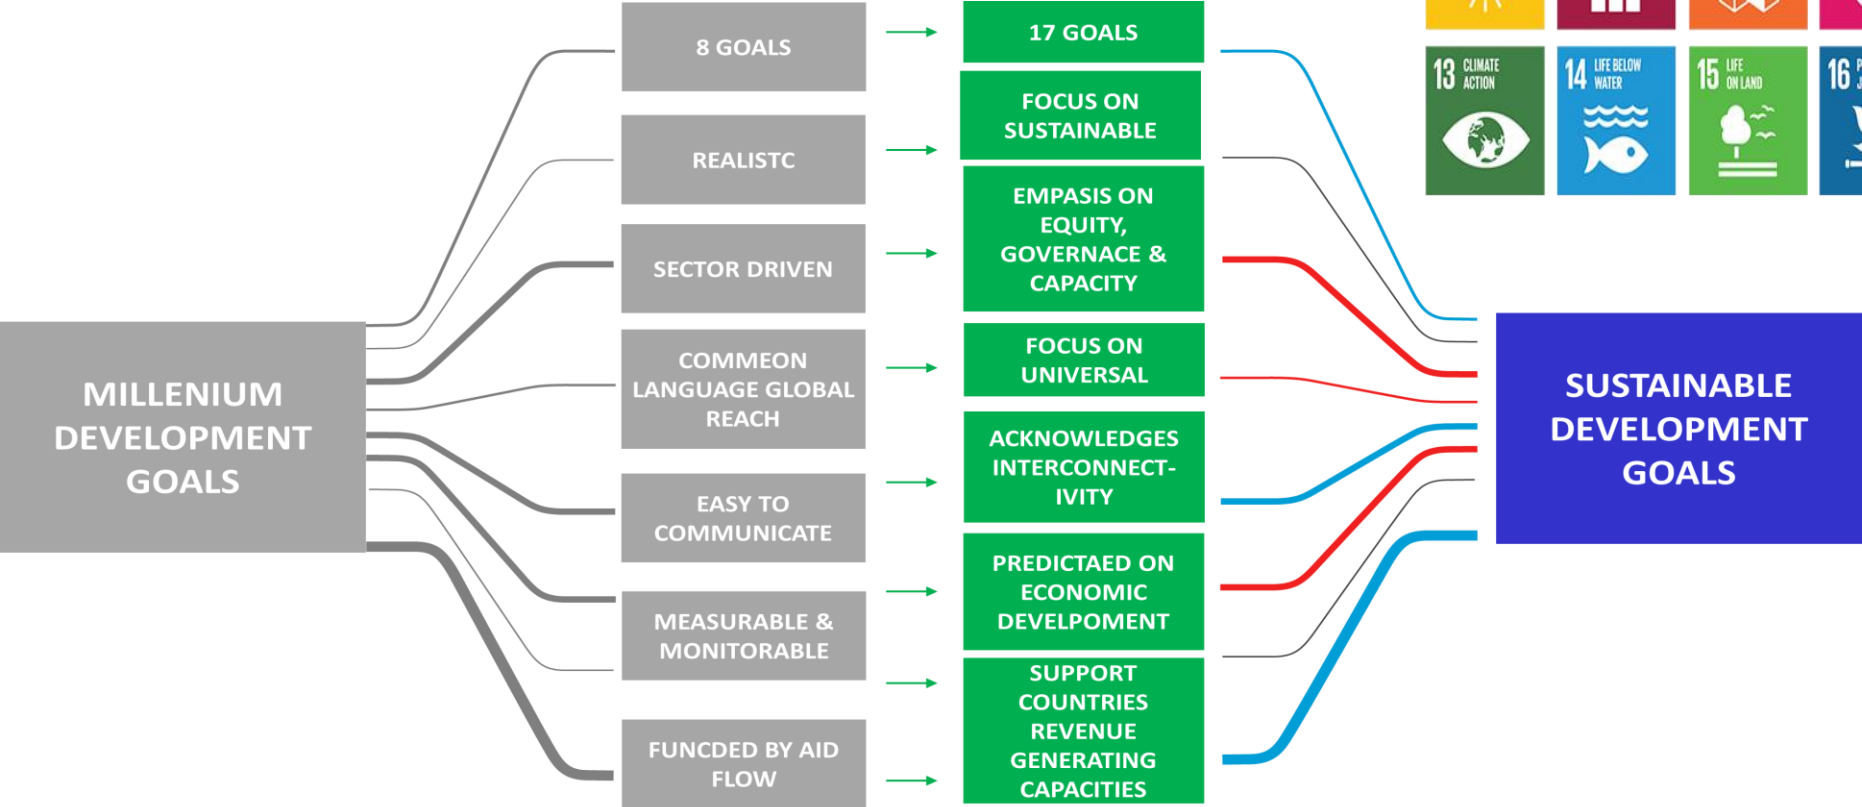 MILLENIUM
DEVELOPMENT
GOALS
8 GOALS
REALISTC
SECTOR DRIVEN
COMMEON
LANGUAGE GLOBAL
REACH
EASY TO
COMMUNICATE
MEASURABLE &
MONITORABLE
FUNCDED BY AID
FLOW
17 GOALS
FOCUS ON
SUSTAINABLE
EMPASIS ON
EQUITY,
GOVERNACE &
CAPACITY
FOCUS ON
UNIVERSAL
ACKNOWLEDGES
INTERCONNECT-
IVITY
PREDICTAED ON
ECONOMIC
DEVELPOMENT
SUPPORT
COUNTRIES
REVENUE
GENERATING
CAPACITIES
13 CLIMATE
ACTION
14 LIFE BELOW
WATER
15 LIFE
ON LAND
16
SUSTAINABLE
DEVELOPMENT
GOALS